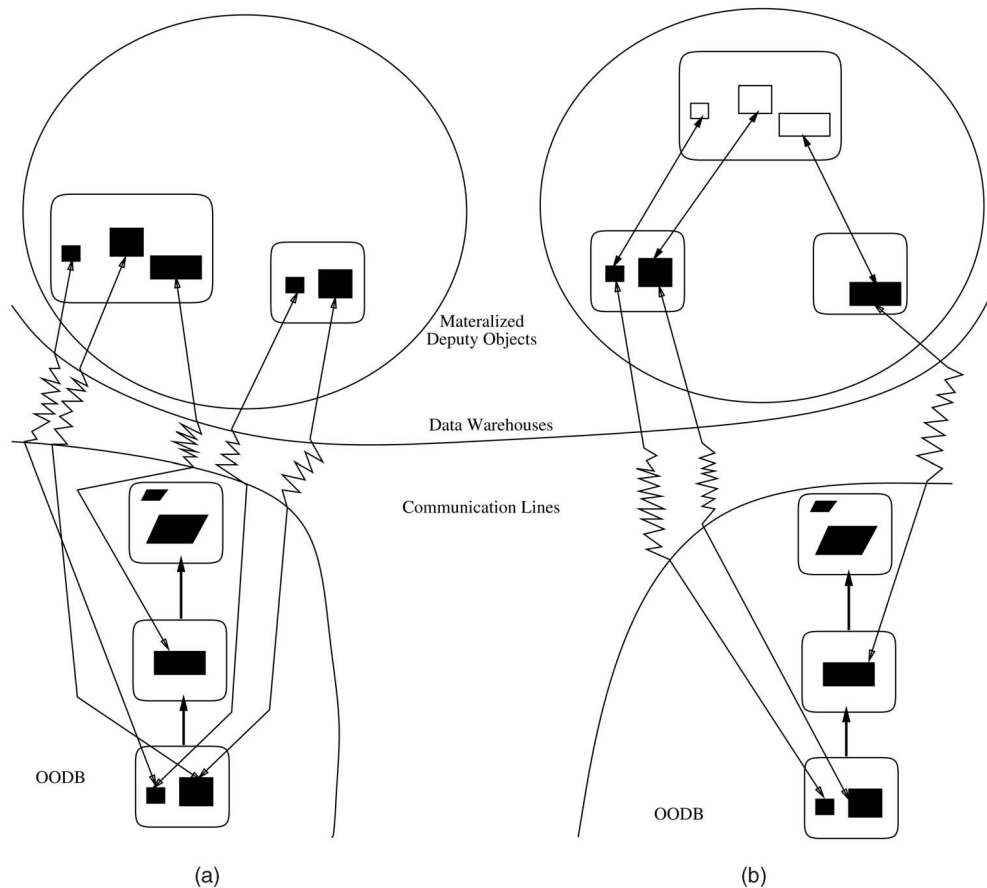 Materalized
Deputy Objects
Data Warehouses
Communication Lines
OODB
OODB
(a)
(b)